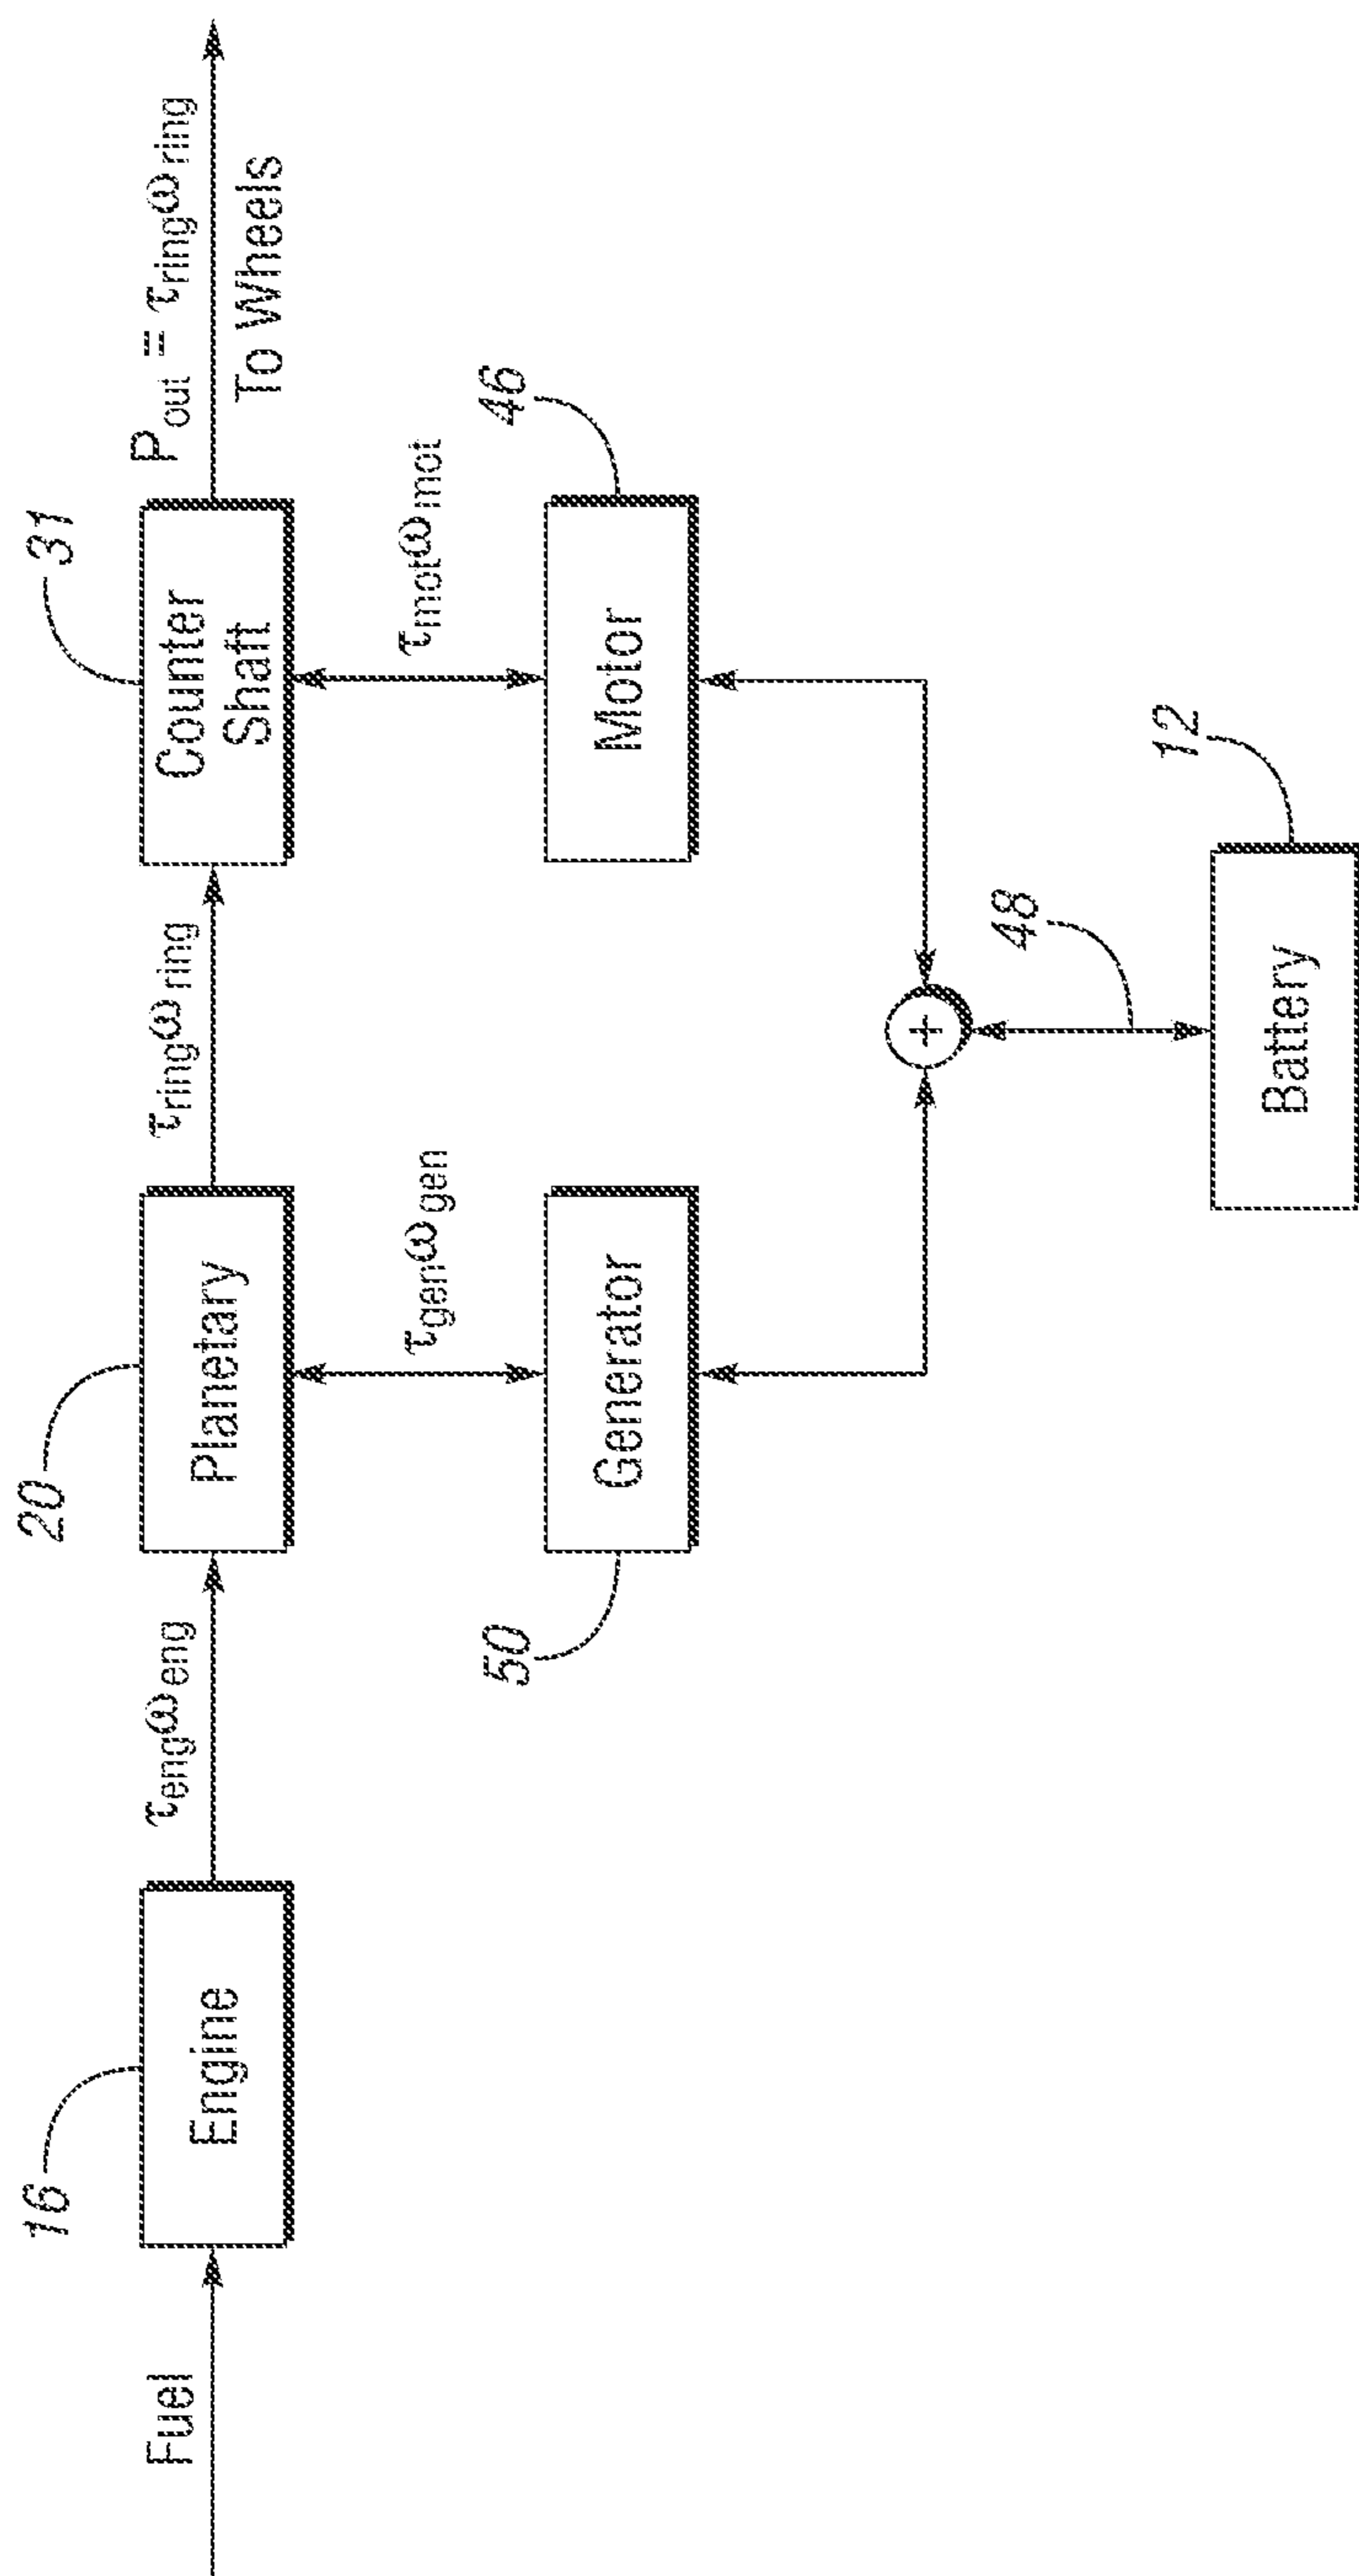 Fuel
16
Engine
τengωeng
20
Planetary
τringωring
31
Counter
Shaft
Pout = τringωring
To Wheels
τgenωgen
τmotωmot
50
Generator
Motor
46
+
48
12
Battery